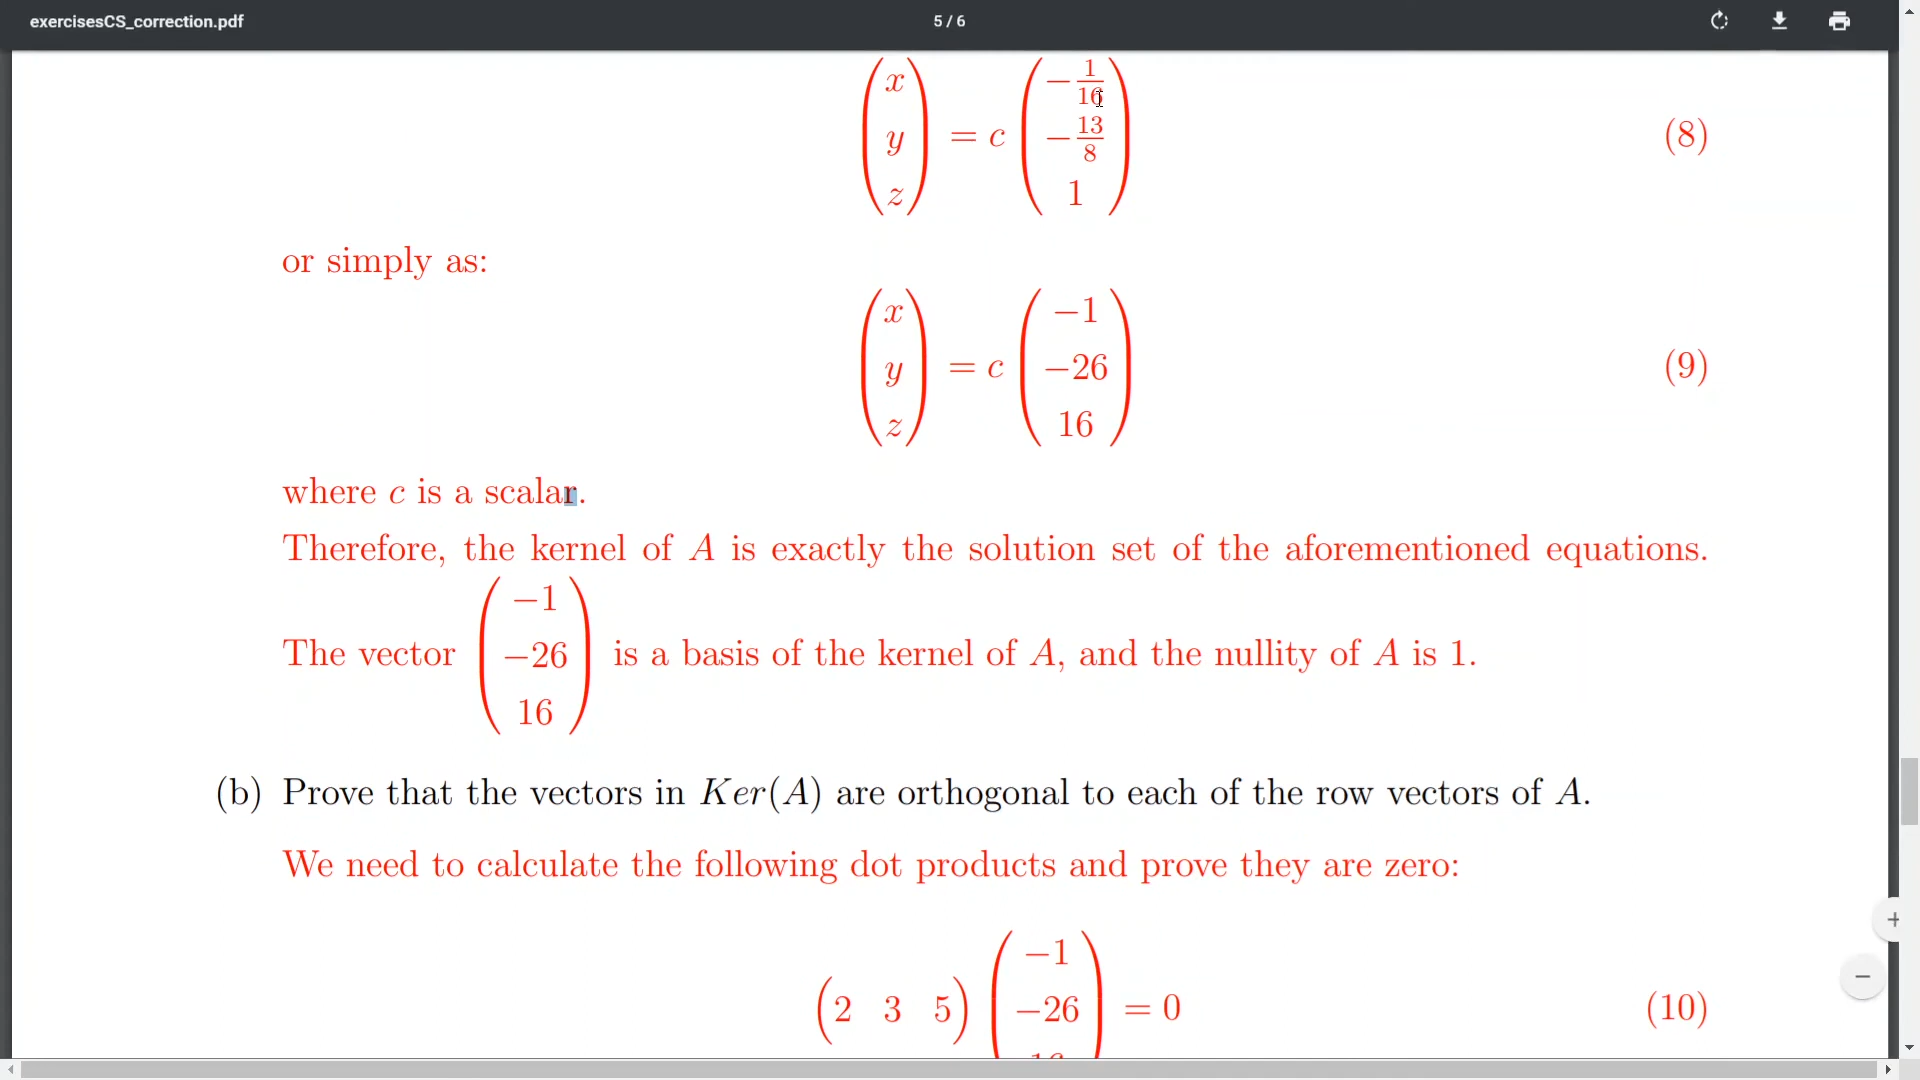 exercisesCS_correction.pdf
5 / 6
(x y z) = c (−1/16 −13/8 1) (8)
or simply as:
(x y z) = c (−1 −26 16) (9)
where c is a scalar.
Therefore, the kernel of A is exactly the solution set of the aforementioned equations.
The vector (−1 −26 16) is a basis of the kernel of A, and the nullity of A is 1.
(b) Prove that the vectors in Ker(A) are orthogonal to each of the row vectors of A.
We need to calculate the following dot products and prove they are zero:
(2 3 5) (−1 −26 = 0 (10)